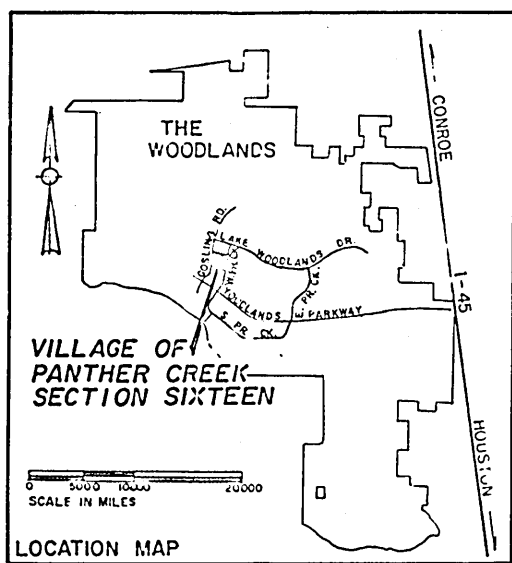 CONROE
THE
WOODLANDS
GOSLING RD.
LAKE WOODLANDS DR.
W. PR. CK.
WOODLANDS PARKWAY
S. PR. CK.
I-45
VILLAGE OF
PANTHER CREEK
SECTION SIXTEEN
HOUSTON
0 5000 10000 20000
SCALE IN MILES
LOCATION MAP